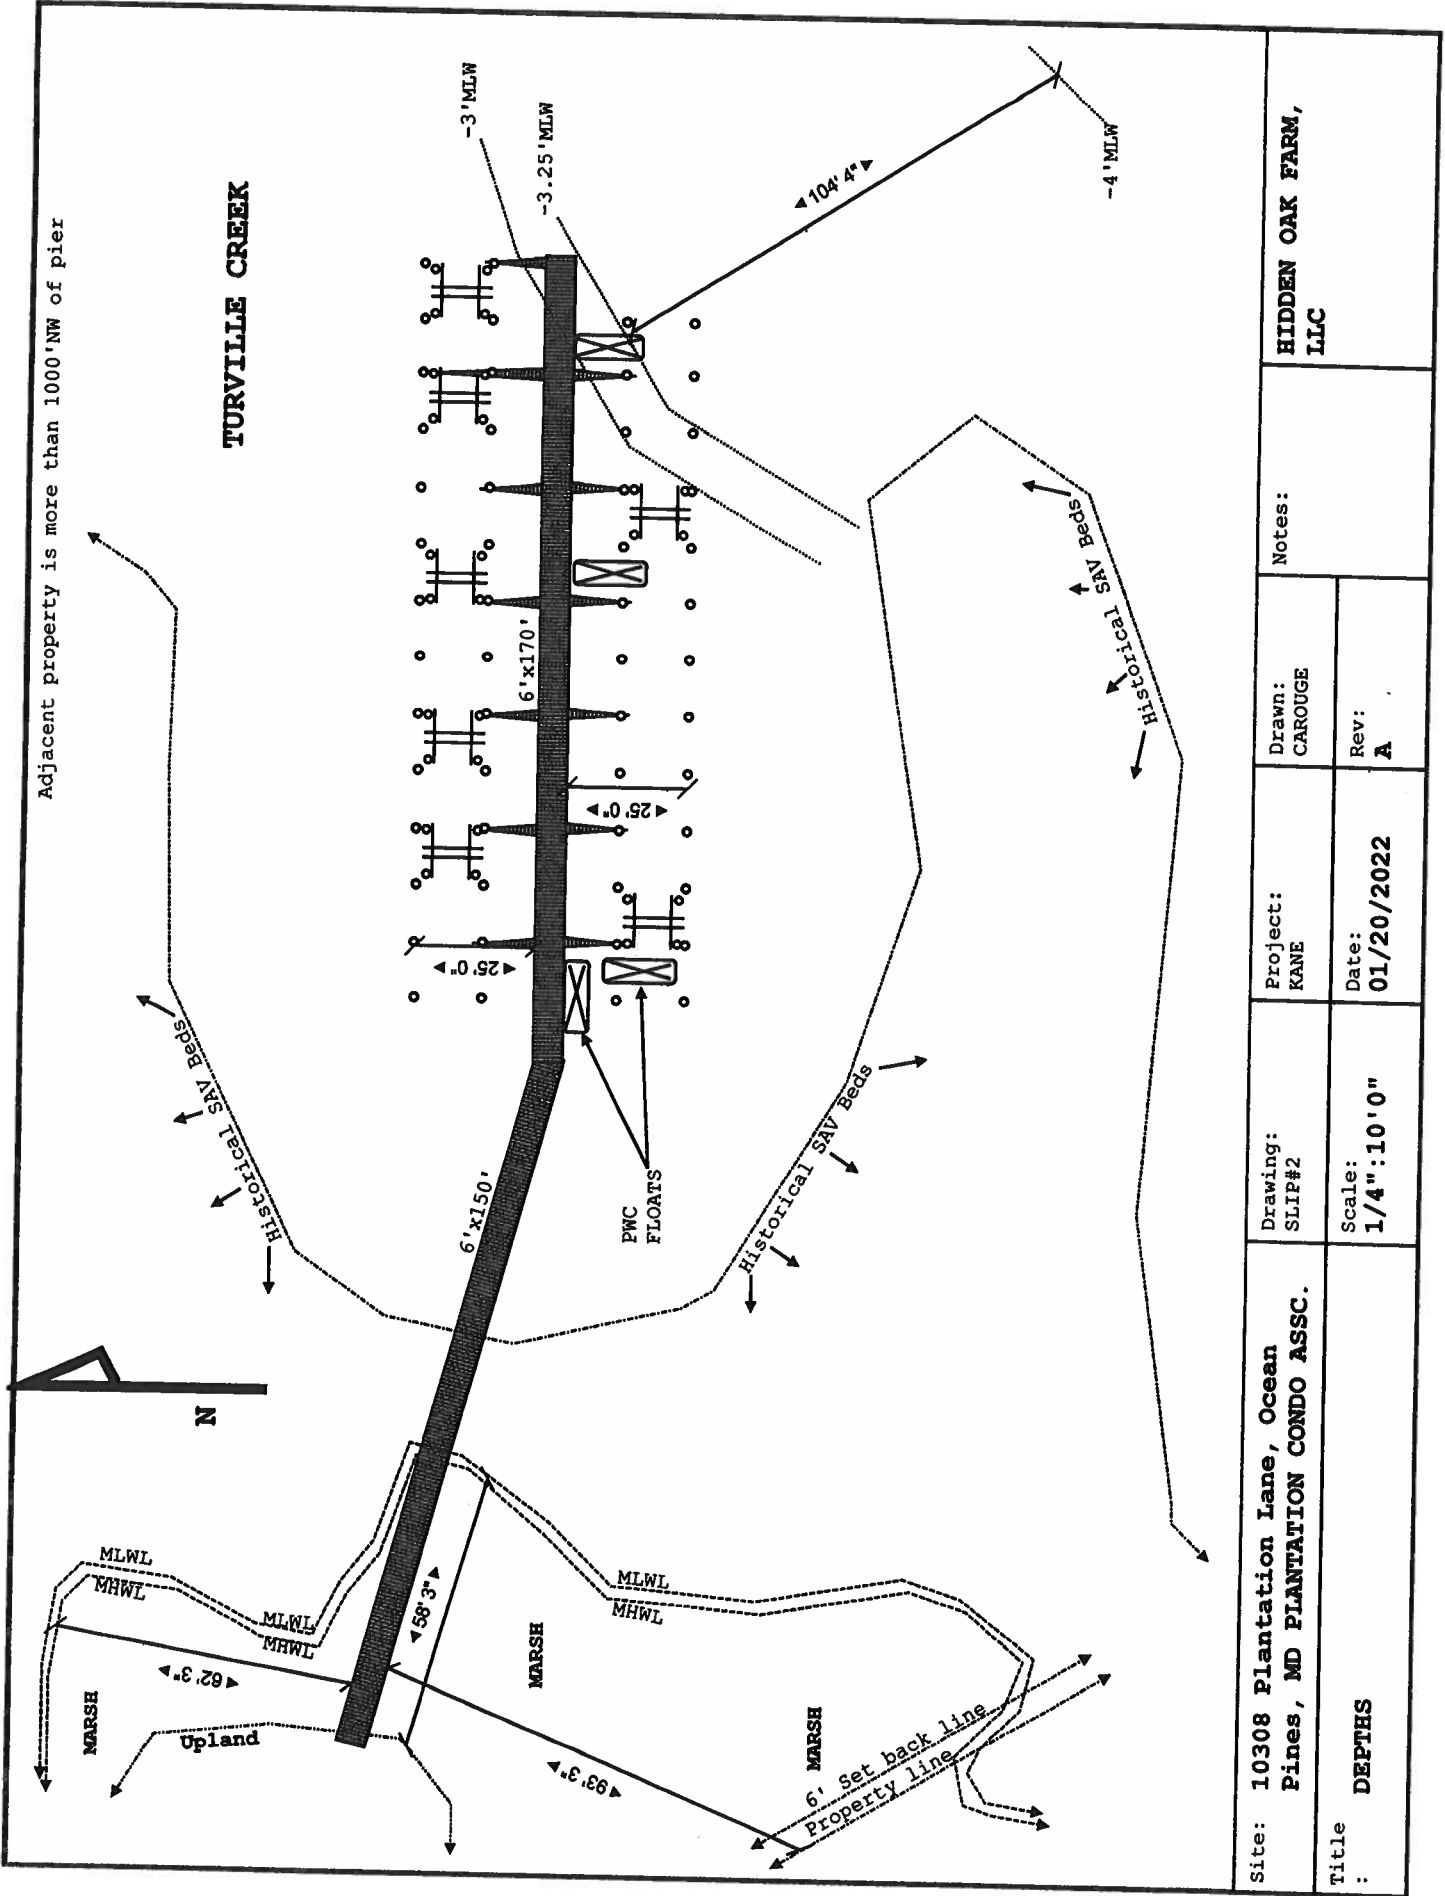 Adjacent property is more than 1000'NW of pier
TURVILLE CREEK
-3'MLW
-3.25'MLW
104'4"
-4'MLW
N
Historical SAV Beds
6'x170'
25'0"
25'0"
6'x150'
PWC
FLOATS
Historical SAV Beds
Historical SAV Beds
MLWL
MHWL
MLWL
MHWL
62'3"
58'3"
MARSH
Upland
MARSH
MLWL
MHWL
93'3"
MARSH
6' Set back line
Property line
Site: 10308 Plantation Lane, Ocean
Pines, MD PLANTATION CONDO ASSC.
Title
: DEPTHS
Drawing:
SLIP#2
Scale:
1/4":10'0"
Project:
KANE
Date:
01/20/2022
Drawn:
CAROUGE
Rev:
A
Notes:
HIDDEN OAK FARM,
LLC